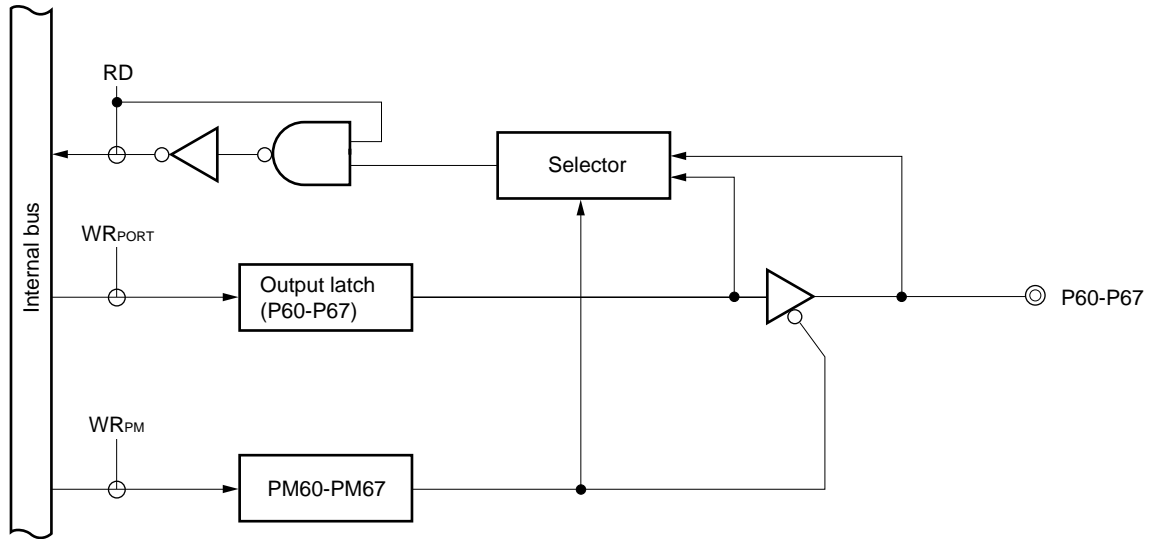 RD
Selector
Internal bus
WRPORT
Output latch
(P60-P67)
P60-P67
WRPM
PM60-PM67